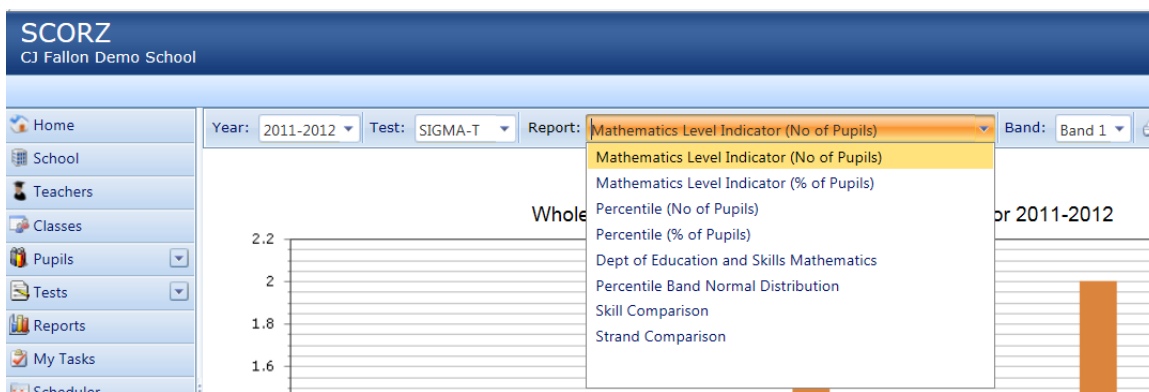 SCORZ
CJ Fallon Demo School
Home
School
Teachers
Classes
Pupils
Tests
Reports
My Tasks
Scheduler
Year: 2011-2012 Test: SIGMA-T Report: Mathematics Level Indicator (No of Pupils) Band: Band 1
Mathematics Level Indicator (No of Pupils)
Mathematics Level Indicator (% of Pupils)
Percentile (No of Pupils)
Percentile (% of Pupils)
Dept of Education and Skills Mathematics
Percentile Band Normal Distribution
Skill Comparison
Strand Comparison
Whole
or 2011-2012
2.2
2
1.8
1.6